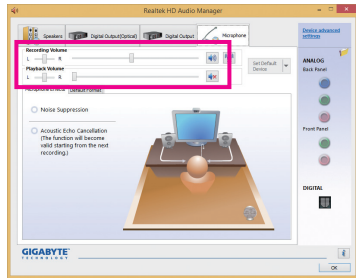 Realtek HD Audio Manager
Speakers
Digital Output(Optical)
Digital Output
Microphone
Device advanced
settings
Recording Volume
L
R
Set Default
Device
Playback Volume
L
R
ANALOG
Back Panel
Microphone Effects
Default Format
Noise Suppression
Acoustic Echo Cancellation
(The function will become
valid starting from the next
recording.)
Front Panel
DIGITAL
GIGABYTE
TECHNOLOGY
OK